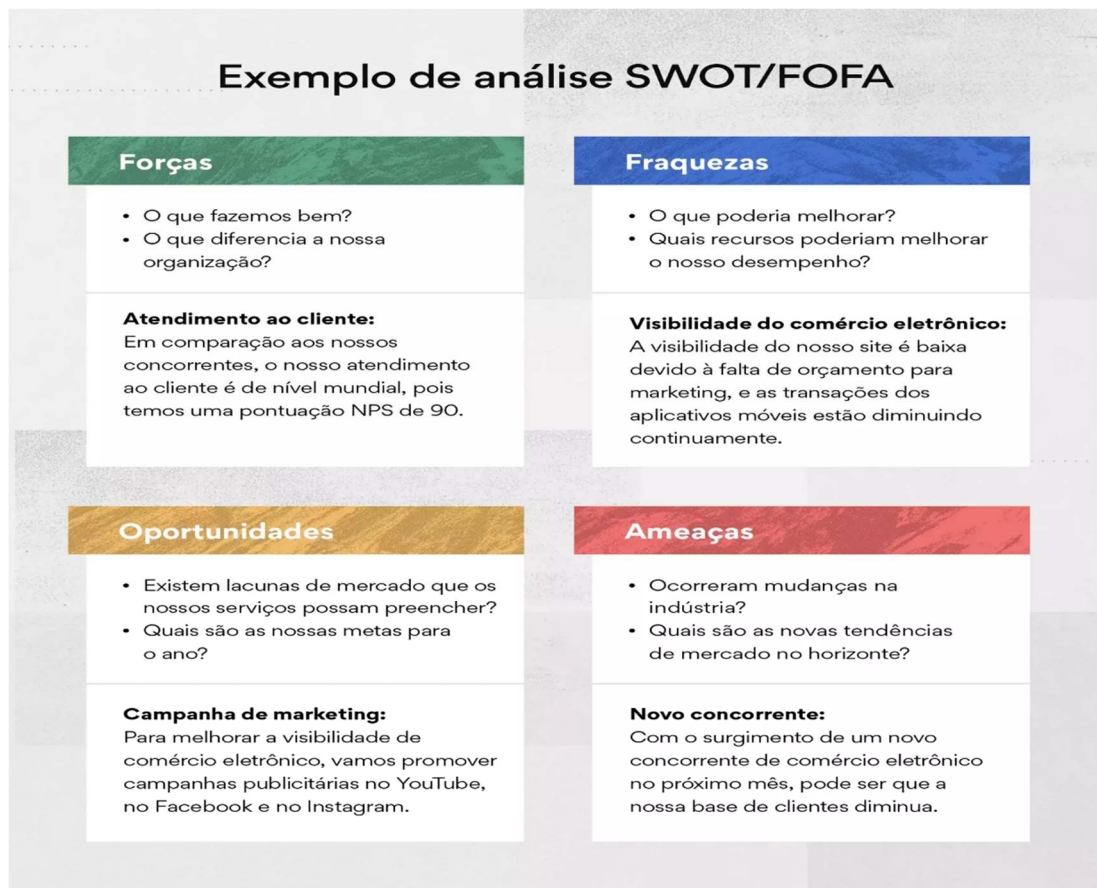 Exemplo de análise SWOT/FOFA
Forças
• O que fazemos bem?
• O que diferencia a nossa
organização?
Atendimento ao cliente:
Em comparação aos nossos
concorrentes, o nosso atendimento
ao cliente é de nível mundial, pois
temos uma pontuação NPS de 90.
Fraquezas
• O que poderia melhorar?
• Quais recursos poderiam melhorar
o nosso desempenho?
Visibilidade do comércio eletrônico:
A visibilidade do nosso site é baixa
devido à falta de orçamento para
marketing, e as transações dos
aplicativos móveis estão diminuindo
continuamente.
Oportunidades
• Existem lacunas de mercado que os
nossos serviços possam preencher?
• Quais são as nossas metas para
o ano?
Campanha de marketing:
Para melhorar a visibilidade de
comércio eletrônico, vamos promover
campanhas publicitárias no YouTube,
no Facebook e no Instagram.
Ameaças
• Ocorreram mudanças na
indústria?
• Quais são as novas tendências
de mercado no horizonte?
Novo concorrente:
Com o surgimento de um novo
concorrente de comércio eletrônico
no próximo mês, pode ser que a
nossa base de clientes diminua.